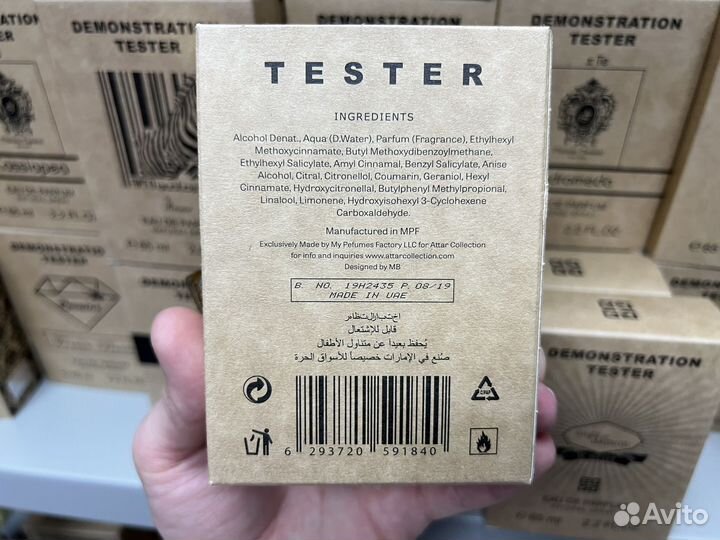 DEMONSTRATION
TESTER
DEMONSTRATION
TESTER
DEMONSTRATION
TESTER
TESTER
INGREDIENTS
Alcohol Denat., Aqua (D.Water), Parfum (Fragrance), Ethylhexyl
Methoxycinnamate, Butyl Methoxydibenzoylmethane,
Ethylhexyl Salicylate, Amyl Cinnamal, Benzyl Salicylate, Anise
Alcohol, Citral, Citronellol, Coumarin, Geraniol, Hexyl
Cinnamate, Hydroxycitronellal, Butylphenyl Methylpropional,
Linalool, Limonene, Hydroxyisohexyl 3-Cyclohexene
Carboxaldehyde.
Manufactured in MPF
Exclusively Made by My Pefumes Factory LLC for Attar Collection
for info and inquiries www.attarcollection.com
Designed by MB
B. NO. 19H2435 P. 08/19
MADE IN UAE
قابل للإشتعال
يُحفظ بعيداً عن متناول الأطفال
صنع في الإمارات خصيصاً للأسواق الحرة
CPAP
6 293720 591840
DEMONSTRATION
TESTER
Avito